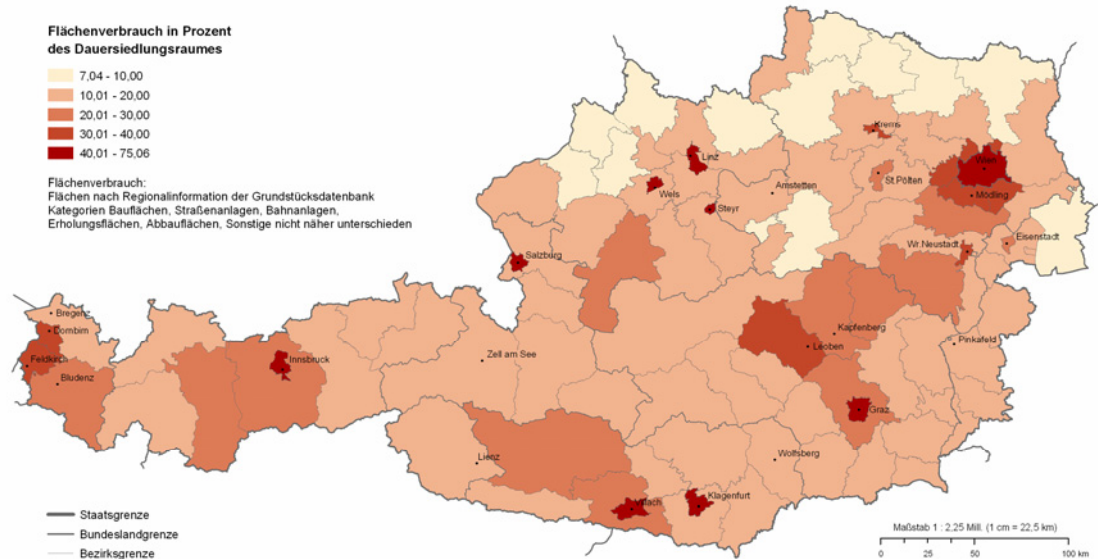 Flächenverbrauch in Prozent
des Dauersiedlungsraumes
7,04 - 10,00
10,01 - 20,00
20,01 - 30,00
30,01 - 40,00
40,01 - 75,06
Flächenverbrauch:
Flächen nach Regionalinformation der Grundstücksdatenbank
Kategorien Bauflächen, Straßenanlagen, Bahnanlagen,
Erholungsflächen, Abbauflächen, Sonstige nicht näher unterschieden
Krems
Linz
Wien
St.Pölten
Wels
Amstetten
Mödling
Steyr
Eisenstadt
Wr.Neustadt
Salzburg
Bregenz
Dornbirn
Kapfenberg
Pinkafeld
Leoben
Zell am See
Innsbruck
Feldkirch
Bludenz
Graz
Lienz
Wolfsberg
Villach
Klagenfurt
Staatsgrenze
Bundeslandgrenze
Bezirksgrenze
Maßstab 1 : 2,25 Mill. (1 cm = 22,5 km)
0 25 50 100 km